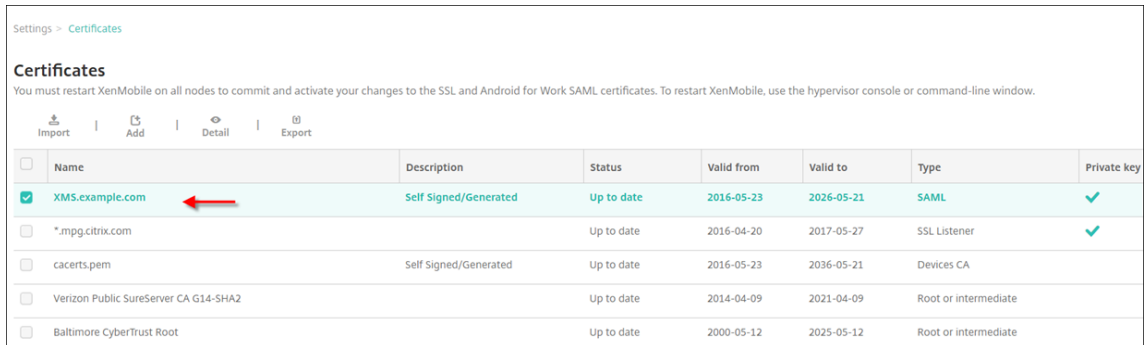 Settings > Certificates
Certificates
You must restart XenMobile on all nodes to commit and activate your changes to the SSL and Android for Work SAML certificates. To restart XenMobile, use the hypervisor console or command-line window.
Import | Add | Detail | Export
Name Description Status Valid from Valid to Type Private key
XMS.example.com Self Signed/Generated Up to date 2016-05-23 2026-05-21 SAML
*.mpg.citrix.com Up to date 2016-04-20 2017-05-27 SSL Listener
cacerts.pem Self Signed/Generated Up to date 2016-05-23 2036-05-21 Devices CA
Verizon Public SureServer CA G14-SHA2 Up to date 2014-04-09 2021-04-09 Root or intermediate
Baltimore CyberTrust Root Up to date 2000-05-12 2025-05-12 Root or intermediate